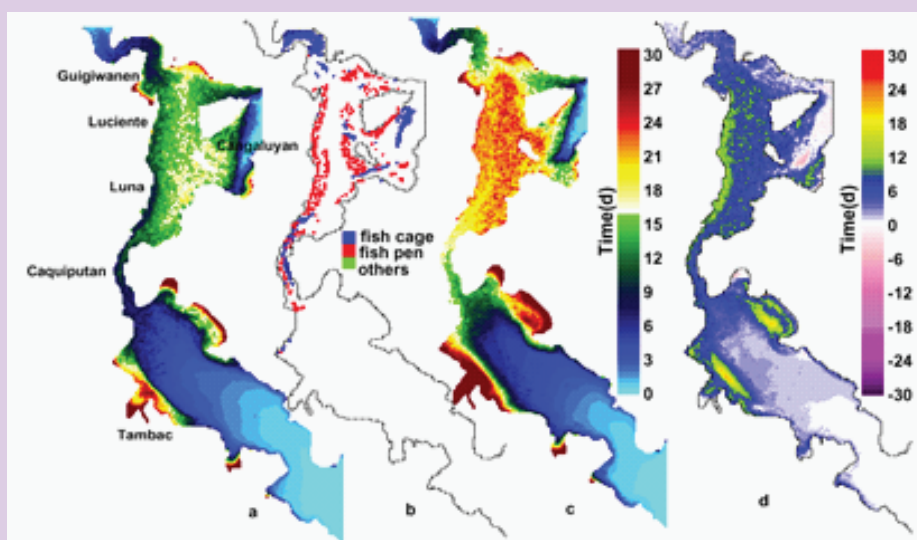 Guigiwanen
Luciente
Cangaluyan
Luna
Caquiputan
Tambac
fish cage
fish pen
others
30
27
24
21
18
15
12
9
6
3
0
Time(d)
30
24
18
12
6
0
-6
-12
-18
-24
-30
Time(d)
a
b
c
d